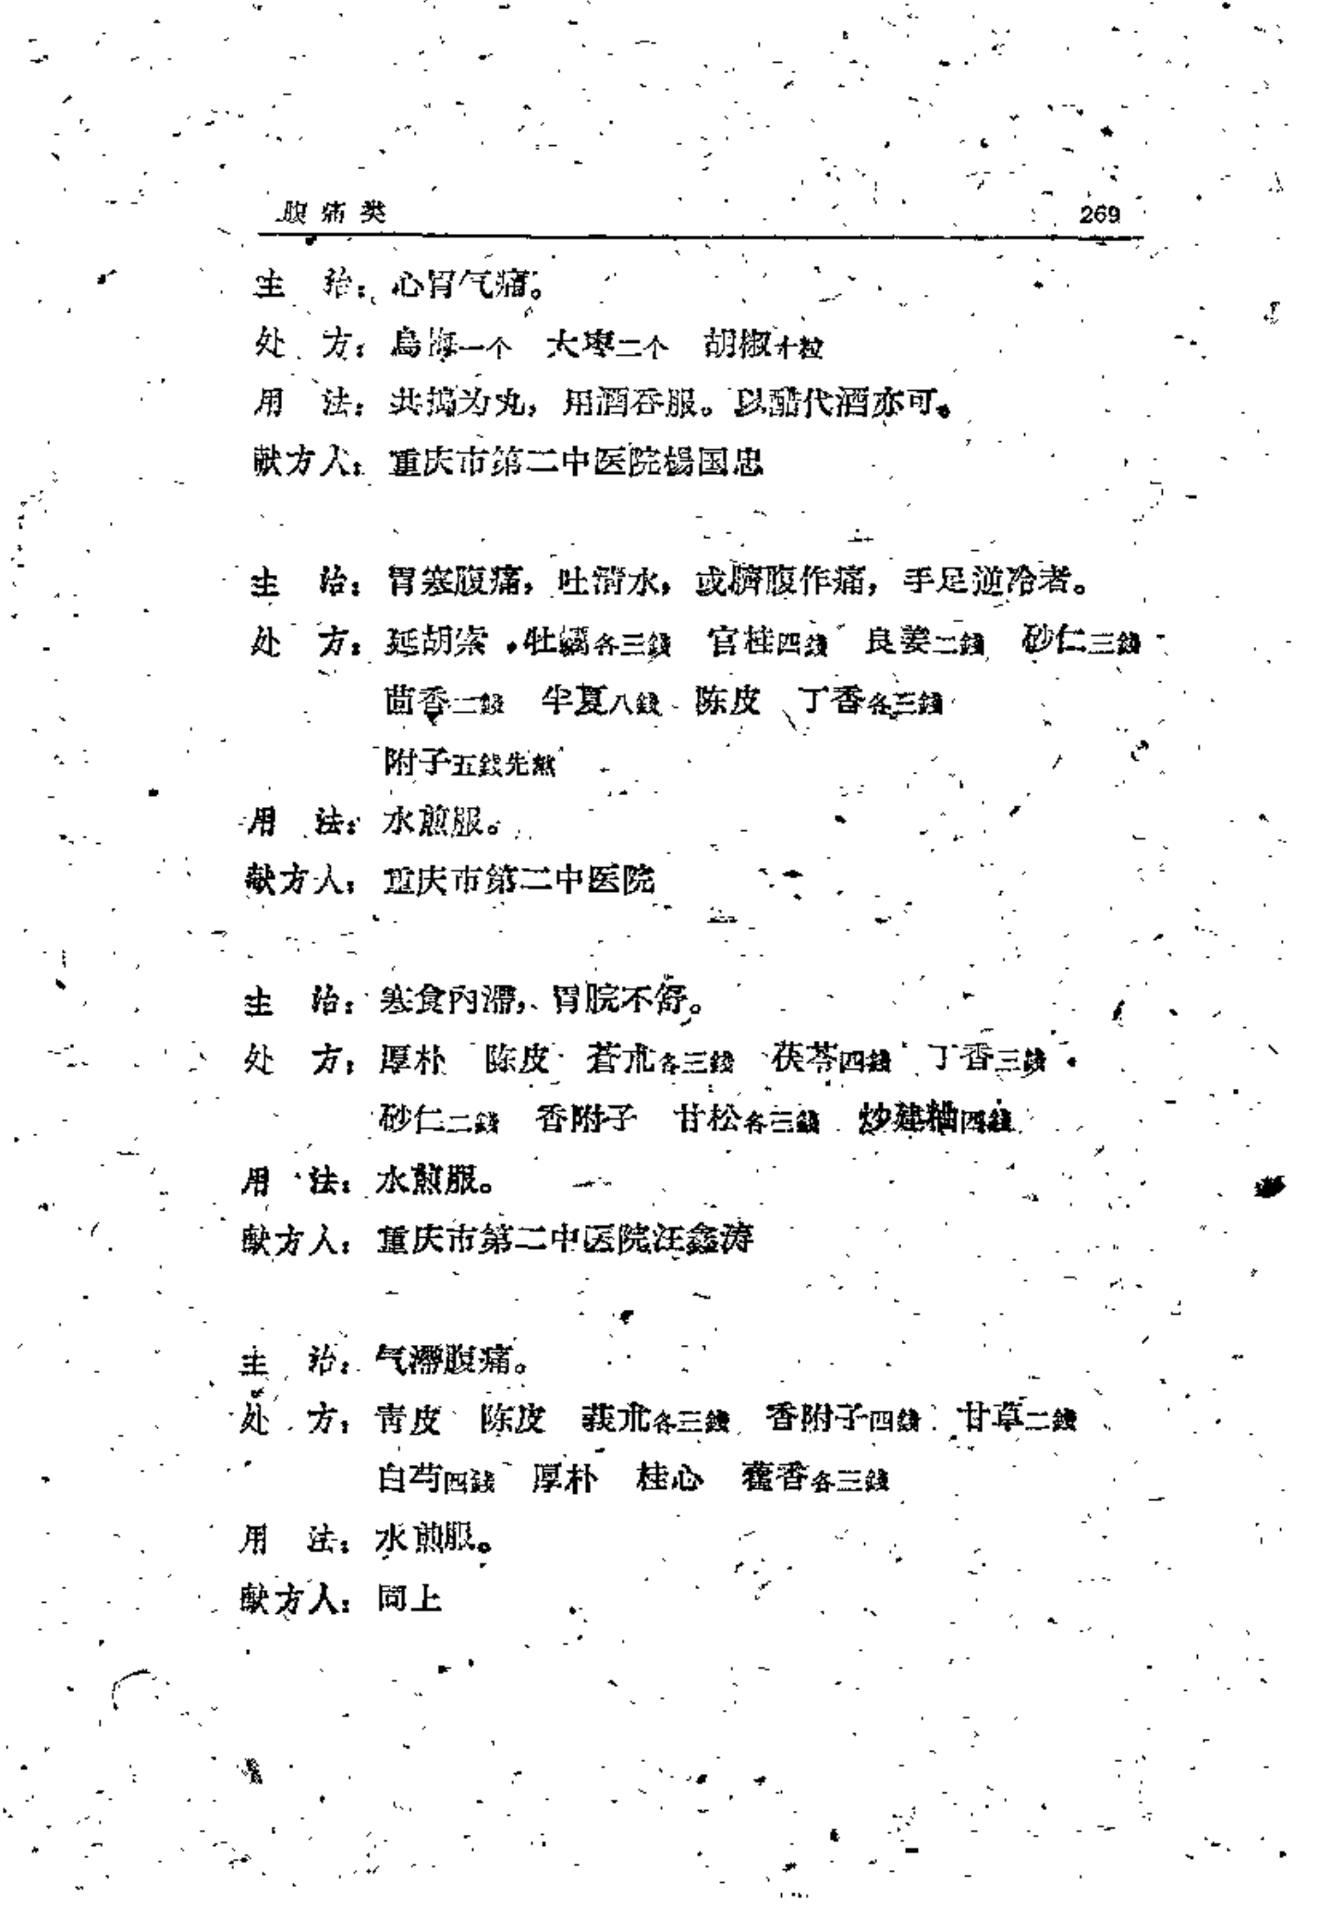 腹痛类 269
主 治：心胃气痛。
处 方：烏梅一个 大枣二个 胡椒十粒
用 法：共搗为丸，用酒吞服。以醋代酒亦可。
献方人：重庆市第二中医院楊国忠
主 治：胃寒腹痛，吐清水，或臍腹作痛，手足逆冷者。
处 方：延胡索 牡蠣各三錢 官桂四錢 良姜二錢 砂仁三錢
茴香二錢 半夏八錢 陈皮 丁香各三錢
附子五錢先熬
用 法：水煎服。
献方人：重庆市第二中医院
主 治：寒食內滯，胃脘不舒。
处 方：厚朴 陈皮 蒼朮各三錢 茯苓四錢 丁香三錢
砂仁二錢 香附子 甘松各三錢 炒建粬四錢
用 法：水煎服。
献方人：重庆市第二中医院汪鑫涛
主 治：气滯腹痛。
处 方：青皮 陈皮 莪朮各三錢 香附子四錢 甘草二錢
白芍四錢 厚朴 桂心 藿香各三錢
用 法：水煎服。
献方人：同上